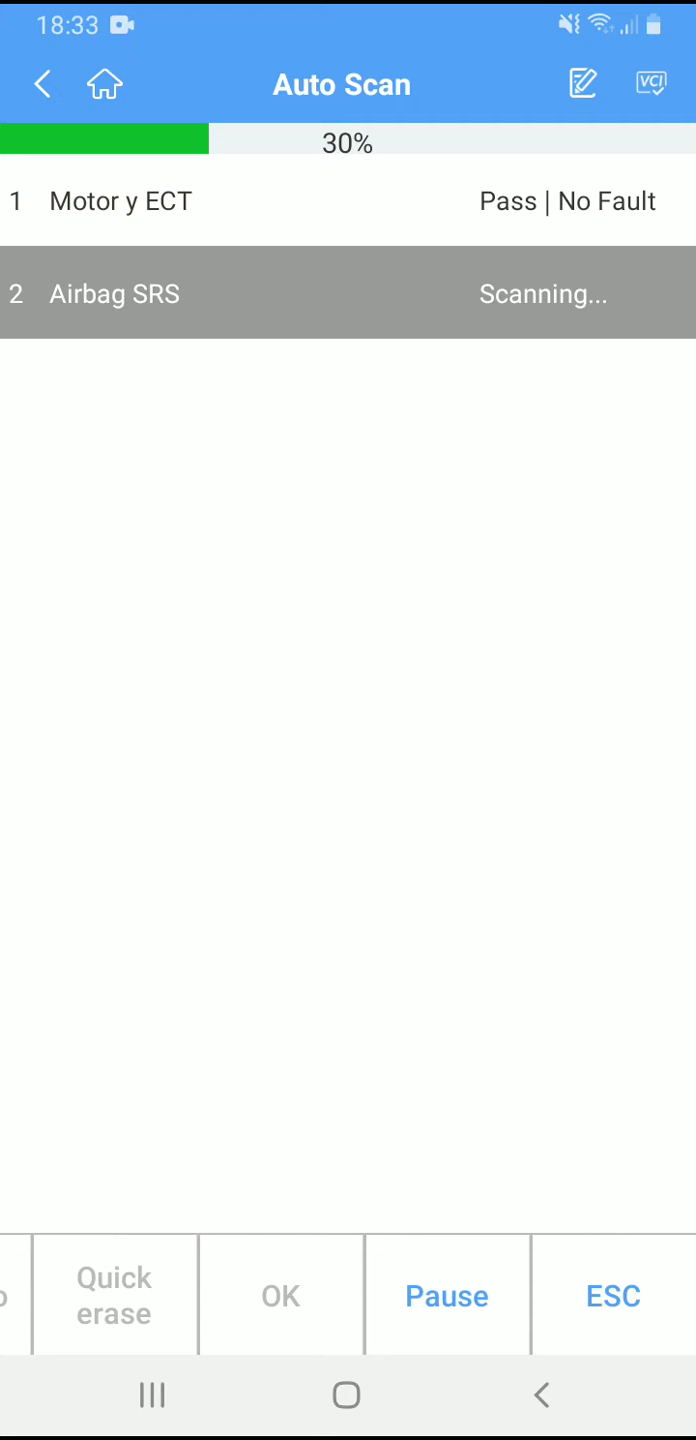 18:33
Auto Scan
VCI
30%
1 Motor y ECT Pass | No Fault
2 Airbag SRS Scanning...
Quick
erase
OK
Pause
ESC